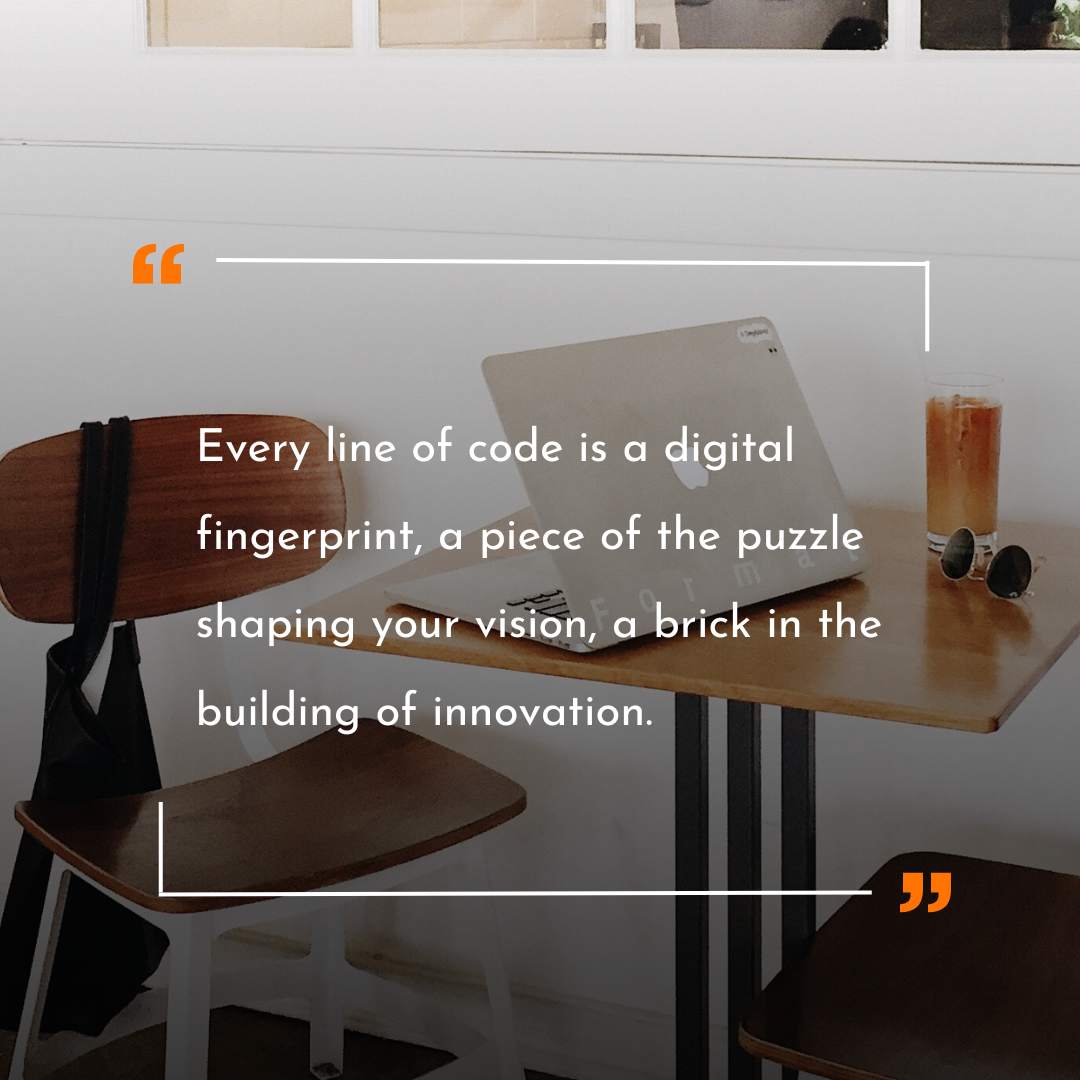 “
Every line of code is a digital
fingerprint, a piece of the puzzle
shaping your vision, a brick in the
building of innovation.
”
Format